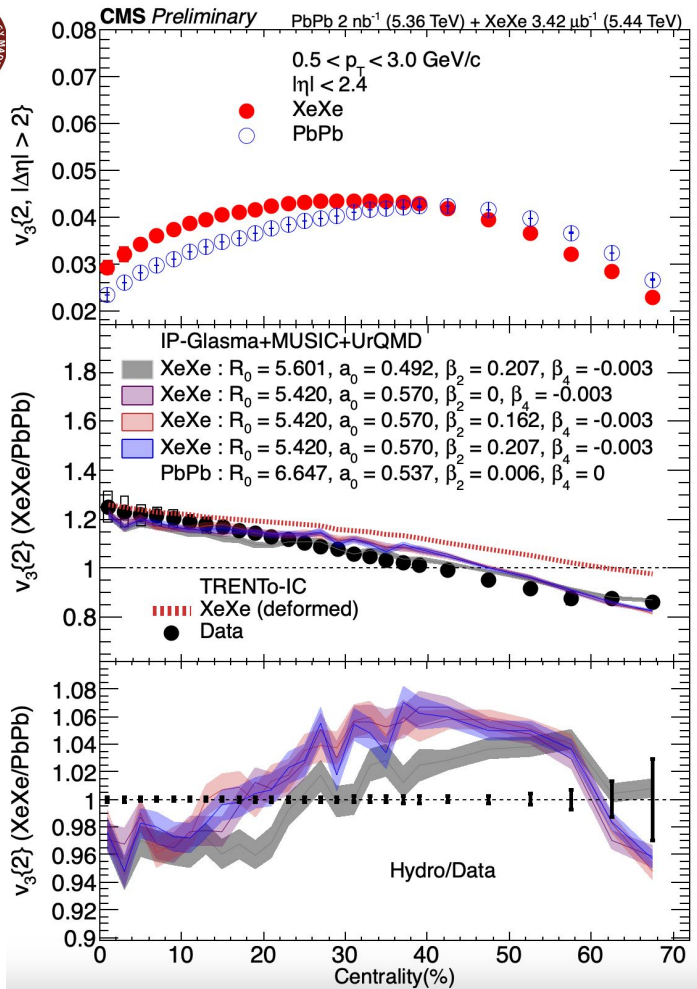 CMS Preliminary
PbPb 2 nb⁻¹ (5.36 TeV) + XeXe 3.42 μb⁻¹ (5.44 TeV)
0.08
0.07
0.06
0.05
0.04
0.03
0.02
v₃{2, |Δη| > 2}
0.5 < p_T < 3.0 GeV/c
|η| < 2.4
XeXe
PbPb
1.8
1.6
1.4
1.2
1
0.8
v₃{2} (XeXe/PbPb)
IP-Glasma+MUSIC+UrQMD
XeXe : R₀ = 5.601, a₀ = 0.492, β₂ = 0.207, β₄ = -0.003
XeXe : R₀ = 5.420, a₀ = 0.570, β₂ = 0, β₄ = -0.003
XeXe : R₀ = 5.420, a₀ = 0.570, β₂ = 0.162, β₄ = -0.003
XeXe : R₀ = 5.420, a₀ = 0.570, β₂ = 0.207, β₄ = -0.003
PbPb : R₀ = 6.647, a₀ = 0.537, β₂ = 0.006, β₄ = 0
TRENTo-IC
XeXe (deformed)
Data
1.08
1.06
1.04
1.02
1
0.98
0.96
0.94
0.92
0.9
v₃{2} (XeXe/PbPb)
Hydro/Data
0 10 20 30 40 50 60 70
Centrality(%)